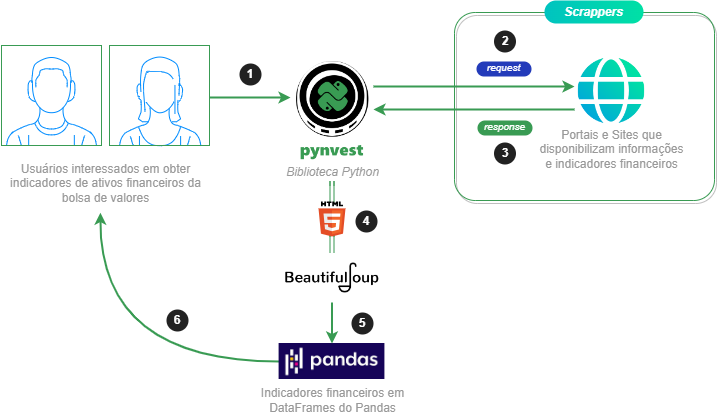 Scrappers
1
2
request
response
3
Portais e Sites que
disponibilizam informações
e indicadores financeiros
pynvest
Biblioteca Python
Usuários interessados em obter
indicadores de ativos financeiros da
bolsa de valores
HTML
5
4
BeautifulSoup
5
6
pandas
Indicadores financeiros em
DataFrames do Pandas